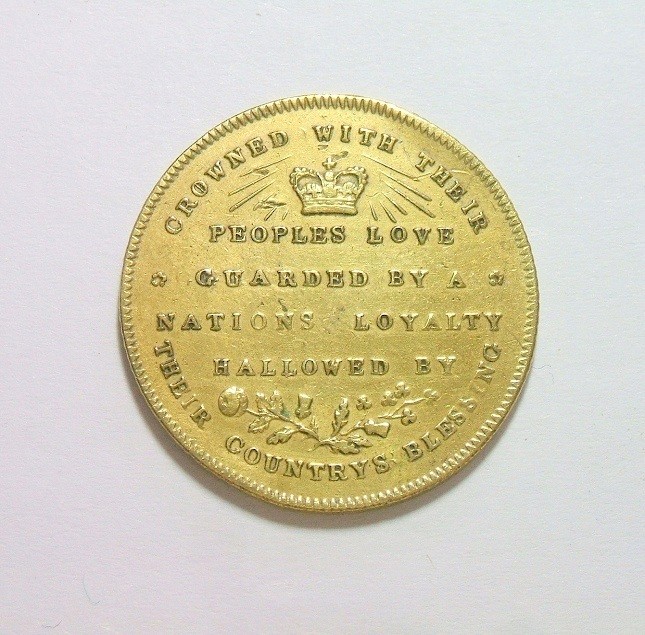 CROWNED WITH THEIR
PEOPLES LOVE
GUARDED BY A
NATIONS LOYALTY
HALLOWED BY
THEIR COUNTRYS BLESSING